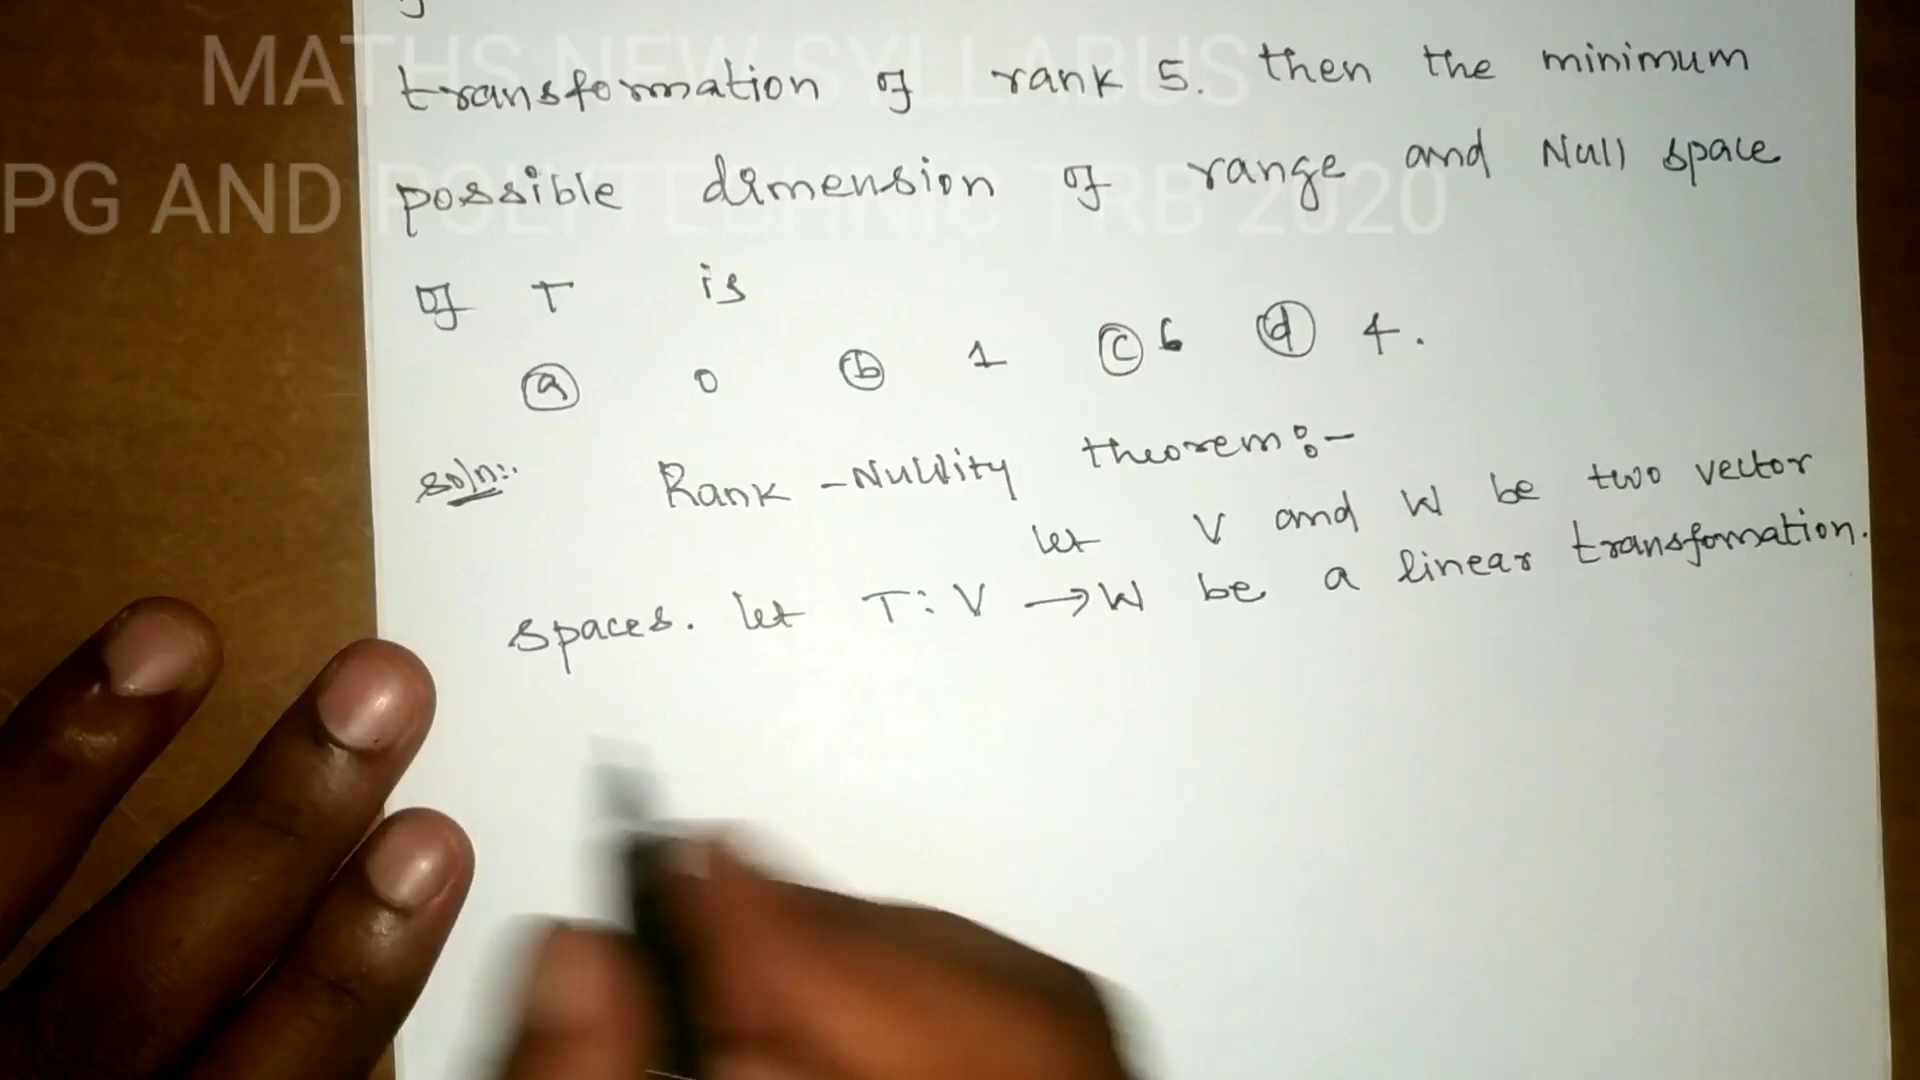 MATHS NEW SYLLABUS
PG AND POLYTECHNIC TRB 2020
transformation of rank 5. then the minimum
possible dimension of range and Null space
of T is
(a) 0 (b) 1 (c) 6 (d) 4.
soln:. Rank - Nullity theorem :-
let V and W be two vector
spaces. let T: V → W be a linear transfomation.